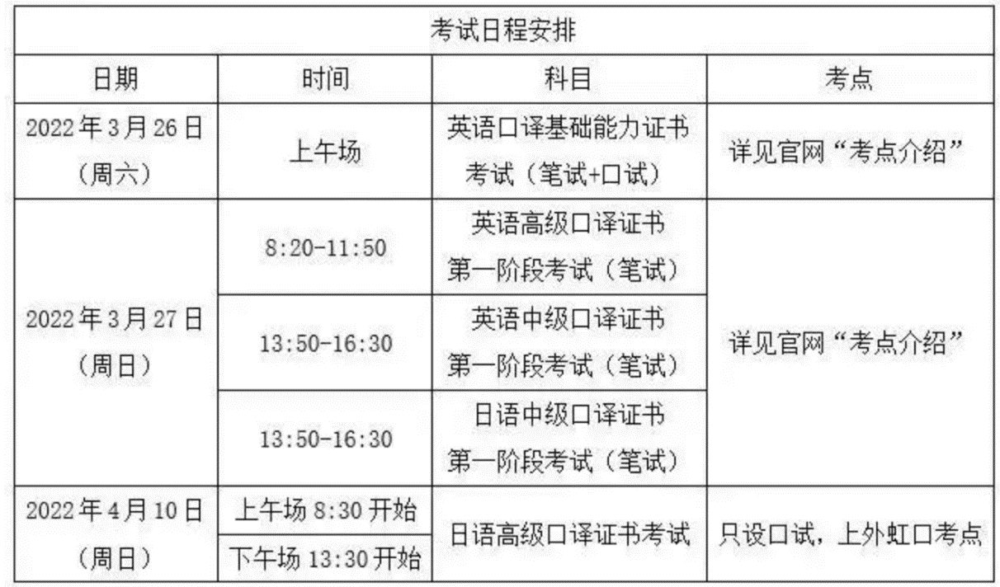 考试日程安排
日期 时间 科目 考点
2022年3月26日
（周六）
上午场
英语口译基础能力证书
考试（笔试+口试）
详见官网“考点介绍”
2022年3月27日
（周日）
8:20-11:50
英语高级口译证书
第一阶段考试（笔试）
13:50-16:30
英语中级口译证书
第一阶段考试（笔试）
13:50-16:30
日语中级口译证书
第一阶段考试（笔试）
详见官网“考点介绍”
2022年4月10日
（周日）
上午场 8:30 开始
下午场 13:30 开始
日语高级口译证书考试
只设口试，上外虹口考点